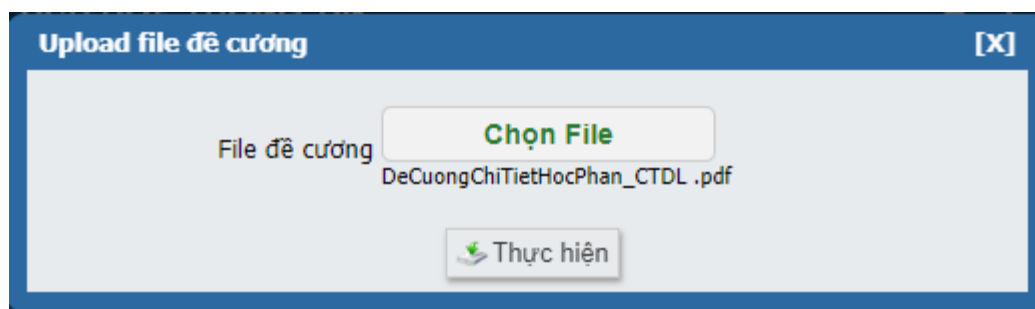 Upload file đề cương [X]
File đề cương Chọn File
DeCuongChiTietHocPhan_CTDL .pdf
Thực hiện